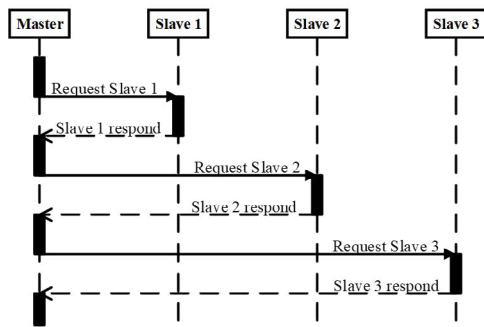 Master
Slave 1
Slave 2
Slave 3
Request Slave 1
Slave 1 respond
Request Slave 2
Slave 2 respond
Request Slave 3
Slave 3 respond